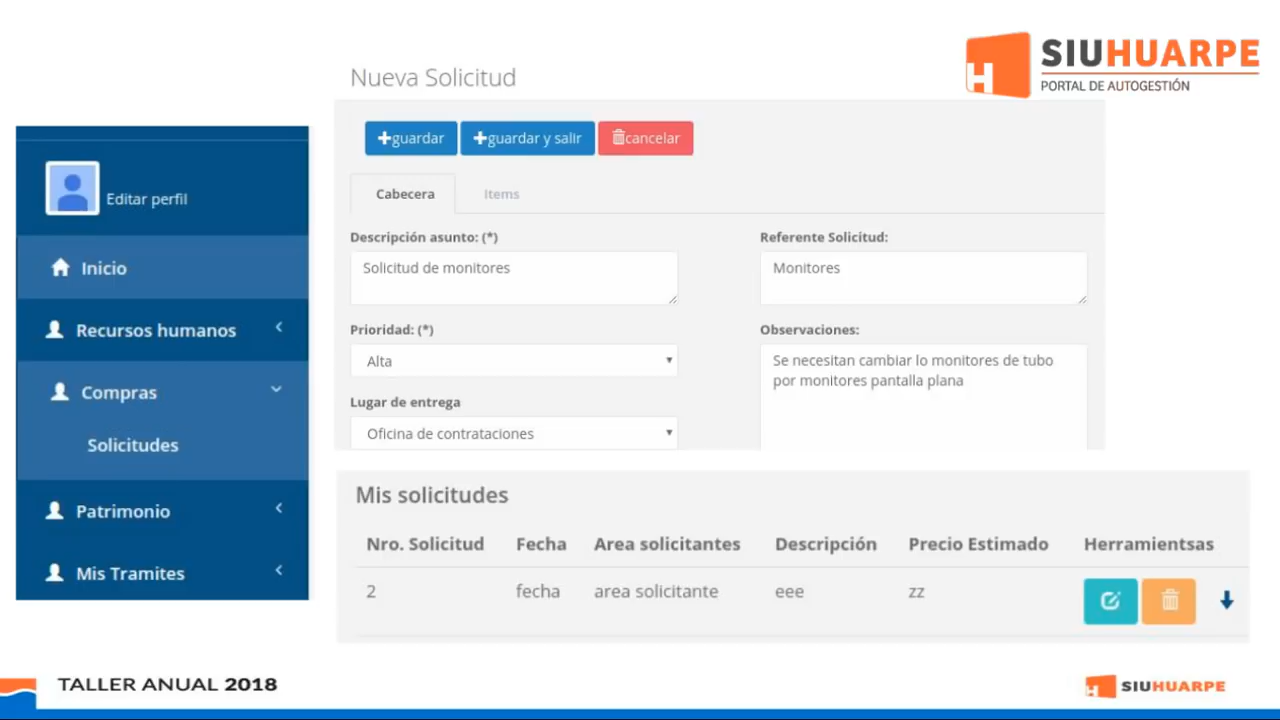 SIUHUARPE
PORTAL DE AUTOGESTIÓN
Nueva Solicitud
guardar
guardar y salir
cancelar
Editar perfil
Inicio
Recursos humanos
Compras
Solicitudes
Patrimonio
Mis Tramites
Cabecera
Items
Descripción asunto: (*)
Solicitud de monitores
Referente Solicitud:
Monitores
Prioridad: (*)
Alta
Observaciones:
Se necesitan cambiar lo monitores de tubo
por monitores pantalla plana
Lugar de entrega
Oficina de contrataciones
Mis solicitudes
Nro. Solicitud Fecha Area solicitantes Descripción Precio Estimado Herramientsas
2 fecha area solicitante eee zz
TALLER ANUAL 2018
SIUHUARPE